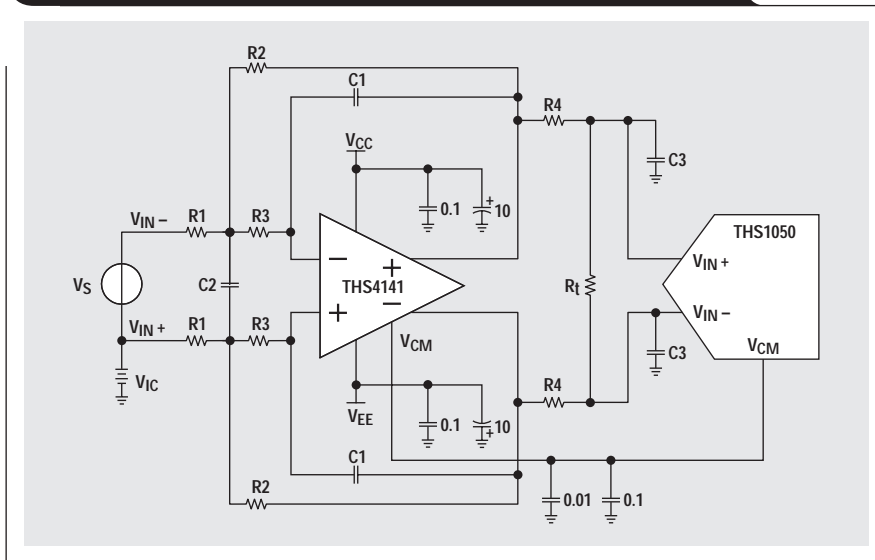 R2
C1
R4
VCC
C3
0.1
+
10
VIN –
R1
R3
THS1050
VIN +
–
+
VS
C2
THS4141
Rt
+
–
VIN –
VIN +
R1
R3
VCM
VCM
C3
VIC
R4
VEE
0.1
+
10
C1
R2
0.01
0.1